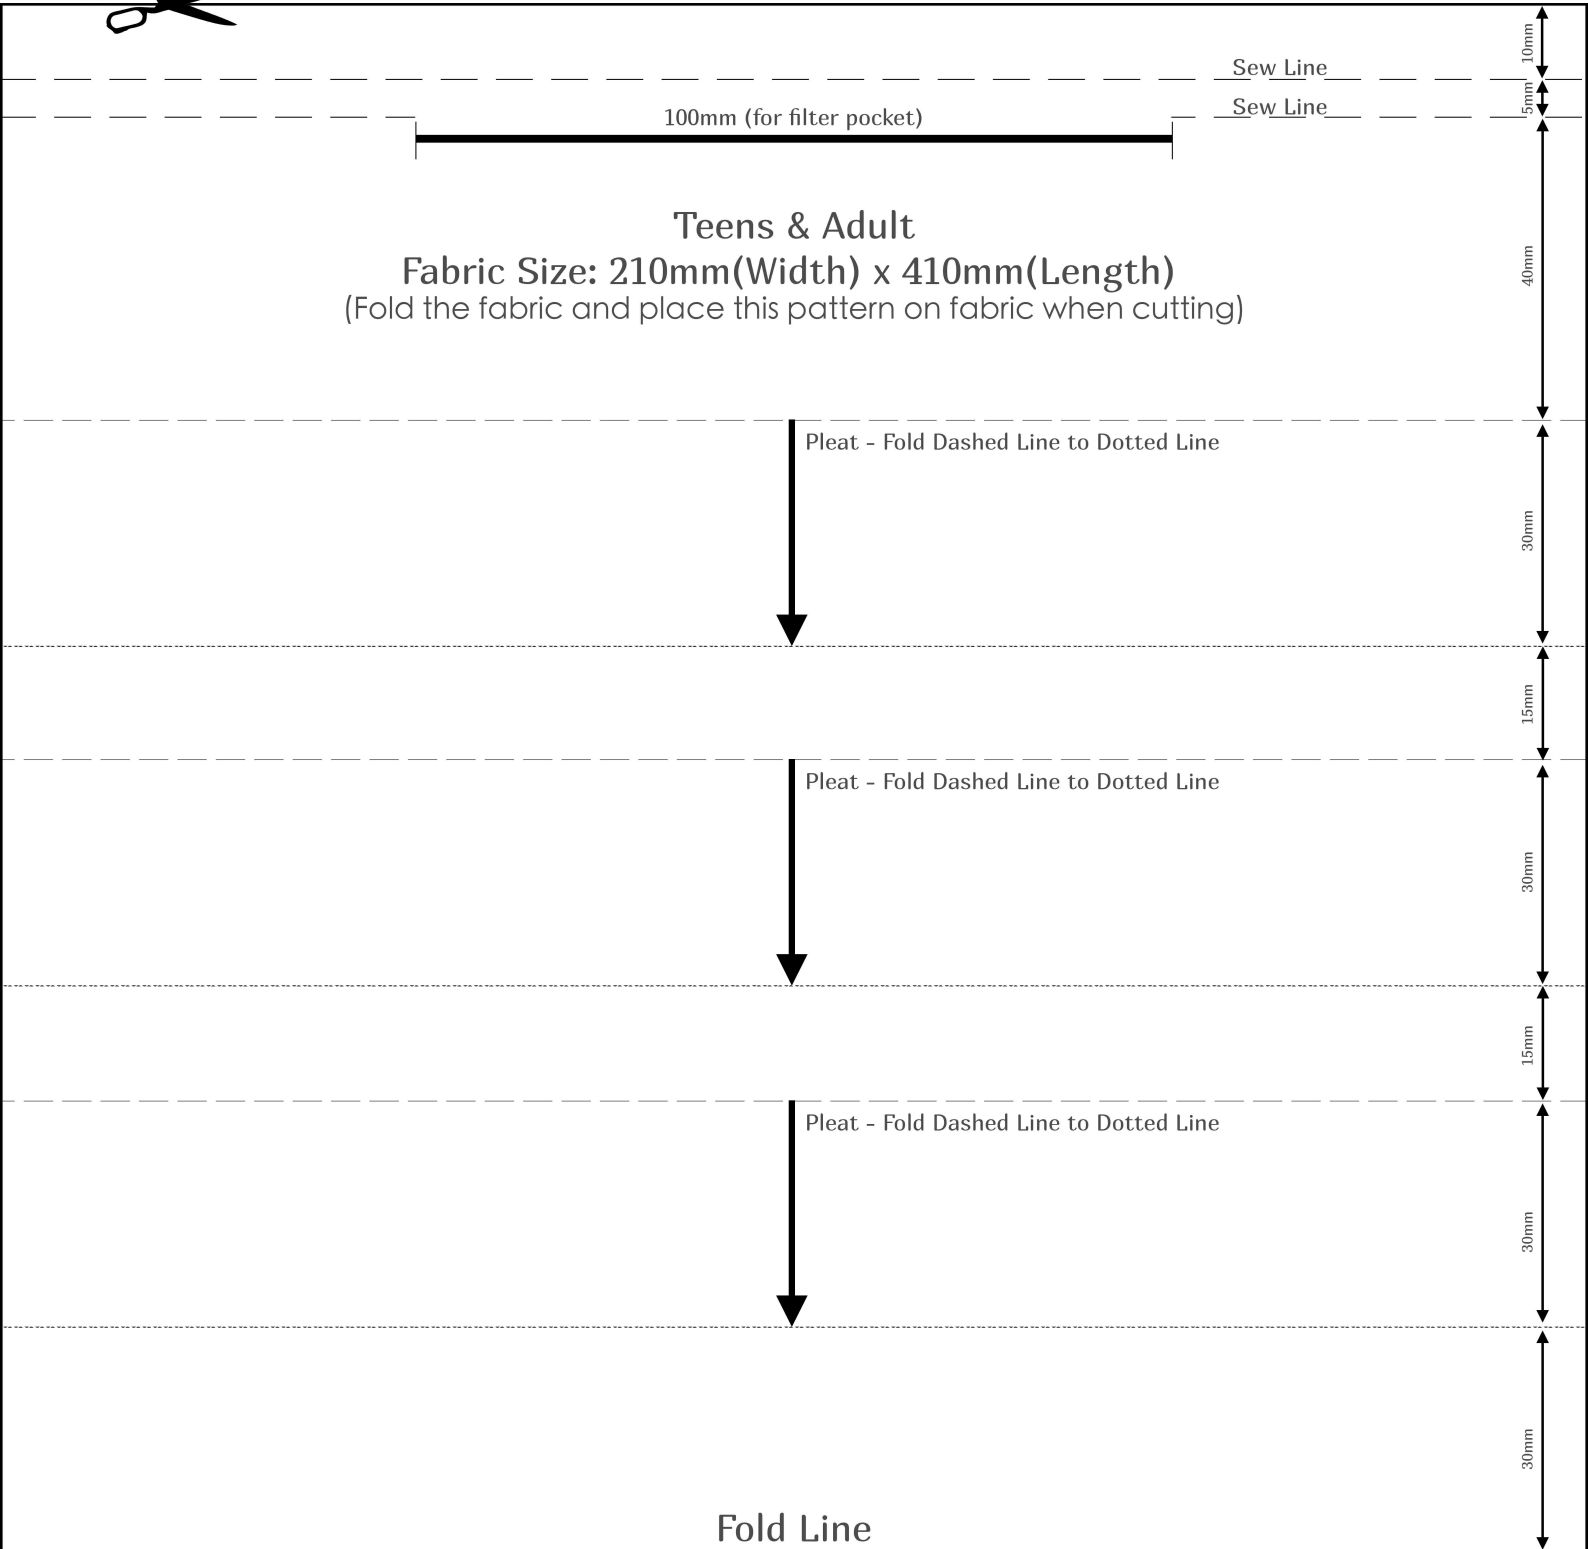 10mm
Sew Line
5mm
Sew Line
100mm (for filter pocket)
Teens & Adult
Fabric Size: 210mm(Width) x 410mm(Length)
(Fold the fabric and place this pattern on fabric when cutting)
40mm
Pleat - Fold Dashed Line to Dotted Line
30mm
15mm
Pleat - Fold Dashed Line to Dotted Line
30mm
15mm
Pleat - Fold Dashed Line to Dotted Line
30mm
30mm
Fold Line